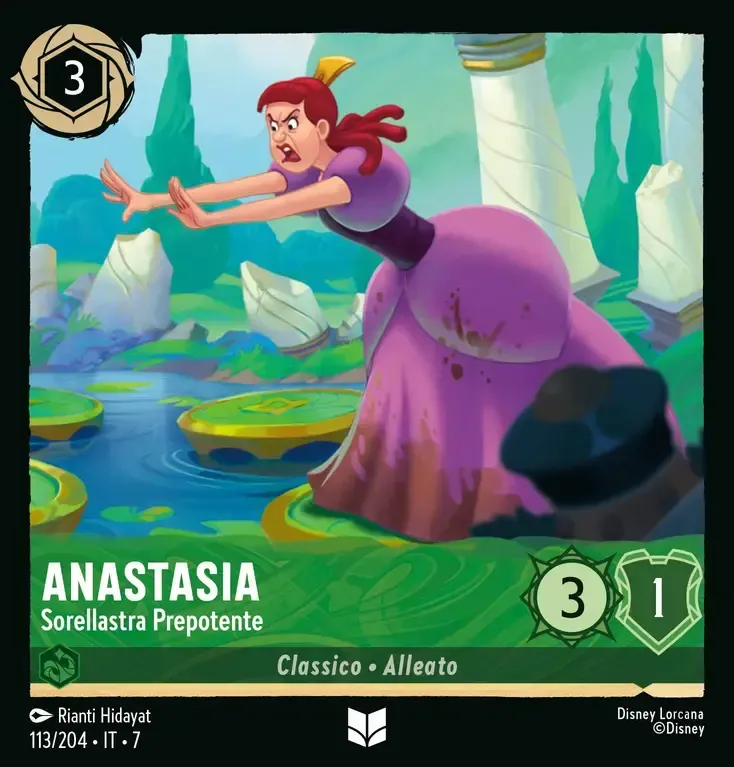 3
ANASTASIA
Sorellastra Prepotente
3
1
Classico • Alleato
Rianti Hidayat
113/204 • IT • 7
Disney Lorcana
©Disney